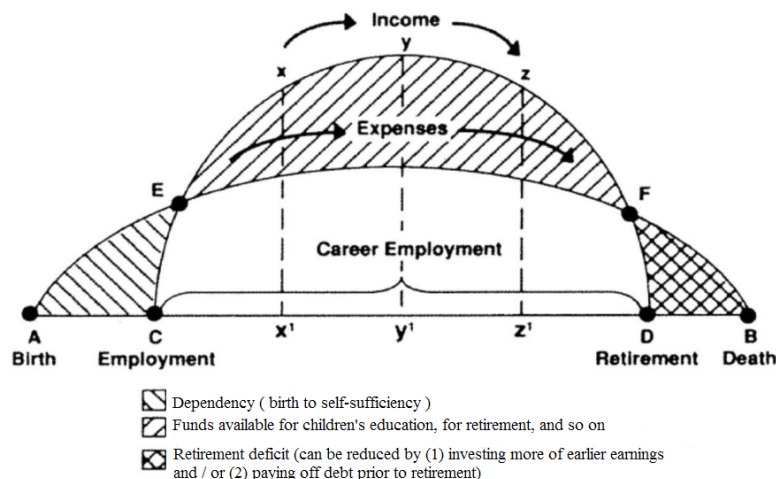 Income
x
y
z
Expenses
E
F
Career Employment
A
C
x¹
y¹
z¹
D
B
Birth
Employment
Retirement
Death
Dependency ( birth to self-sufficiency )
Funds available for children's education, for retirement, and so on
Retirement deficit (can be reduced by (1) investing more of earlier earnings
and / or (2) paying off debt prior to retirement)